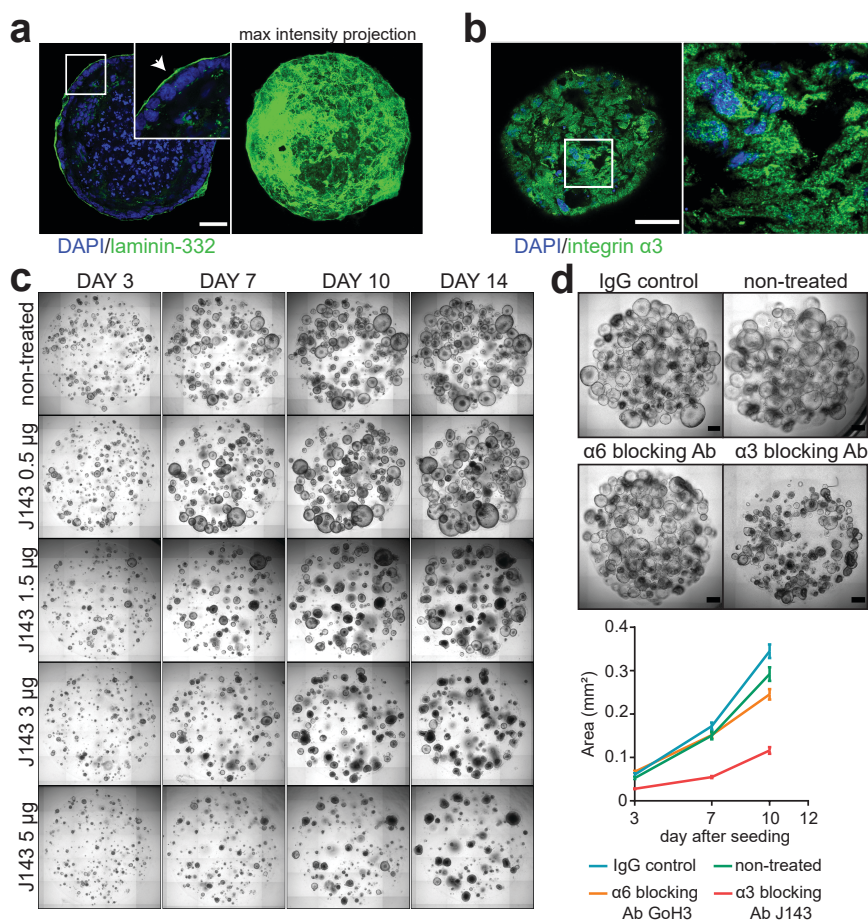 a
max intensity projection
DAPI/laminin-332
b
DAPI/integrin α3
c
DAY 3
DAY 7
DAY 10
DAY 14
non-treated
J143 0.5 µg
J143 1.5 µg
J143 3 µg
J143 5 µg
d
IgG control
non-treated
α6 blocking Ab
α3 blocking Ab
Area (mm²)
0.4
0.3
0.2
0.1
0
3
7
10
12
day after seeding
IgG control
non-treated
α6 blocking
Ab GoH3
α3 blocking
Ab J143